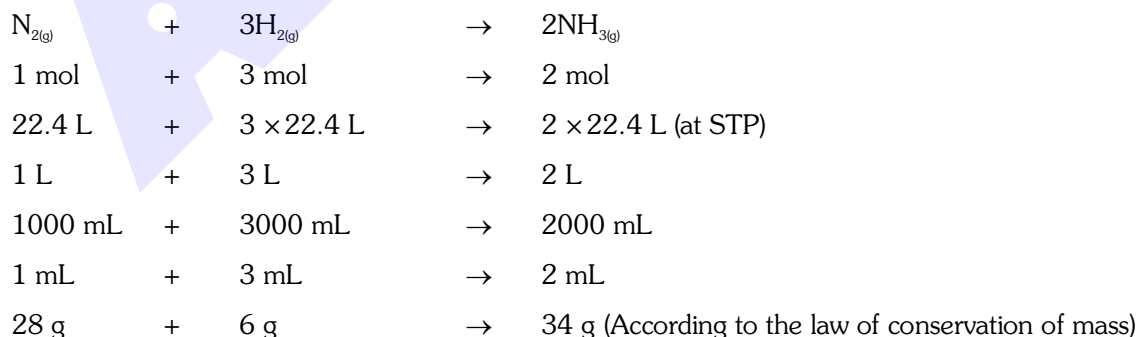 N₂₍g₎ + 3H₂₍g₎ → 2NH₃₍g₎
1 mol + 3 mol → 2 mol
22.4 L + 3 × 22.4 L → 2 × 22.4 L (at STP)
1 L + 3 L → 2 L
1000 mL + 3000 mL → 2000 mL
1 mL + 3 mL → 2 mL
28 g + 6 g → 34 g (According to the law of conservation of mass)